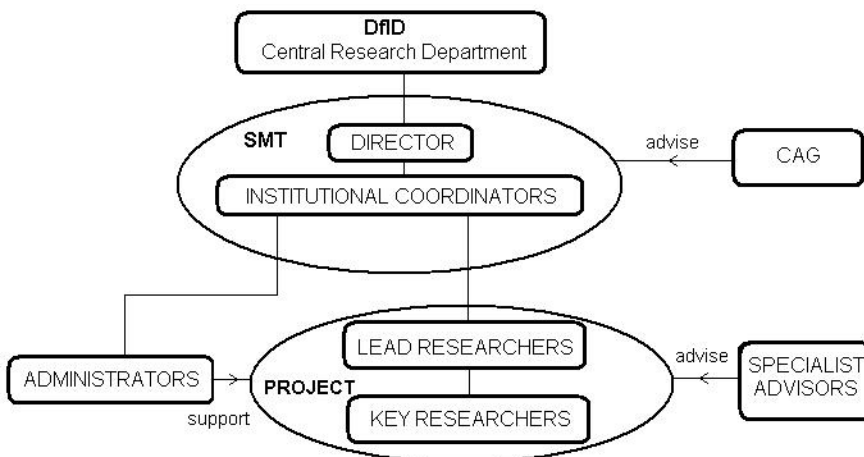 DfID
Central Research Department
SMT
DIRECTOR
advise
CAG
INSTITUTIONAL COORDINATORS
LEAD RESEARCHERS
ADMINISTRATORS
advise
SPECIALIST
ADVISORS
PROJECT
support
KEY RESEARCHERS